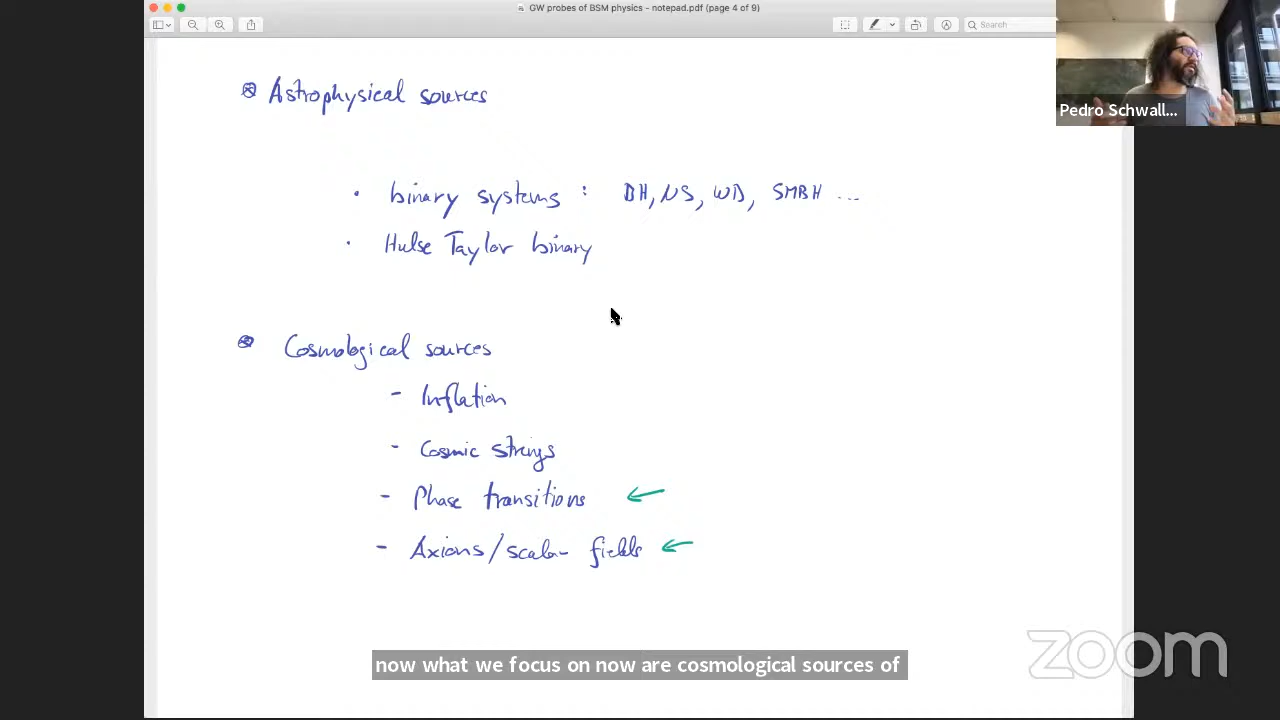 GW probes of BSM physics - notepad.pdf (page 4 of 9)
Search
Pedro Schwall...
⊗ Astrophysical sources
· binary systems : BH, NS, WD, SMBH ...
· Hulse Taylor binary
⊗ Cosmological sources
- Inflation
- Cosmic strings
- Phase transitions ←
- Axions/scalar fields ←
now what we focus on now are cosmological sources of
zoom